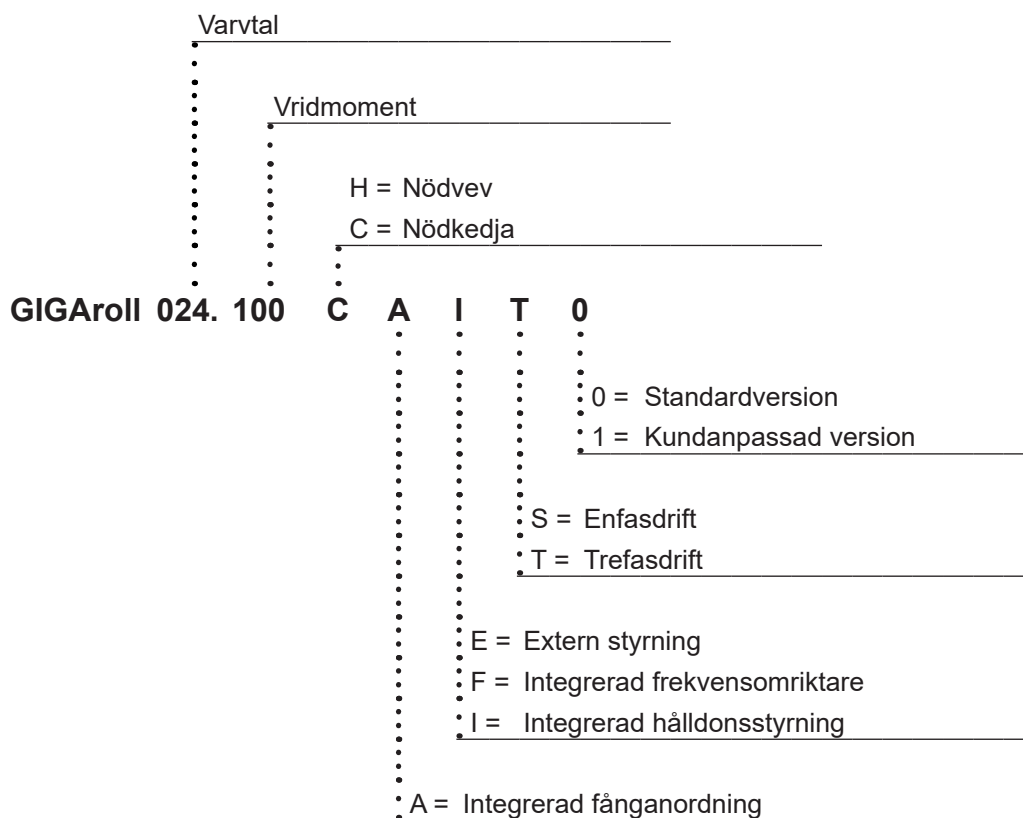 Varvtal
Vridmoment
H = Nödvev
C = Nödkedja
GIGAroll 024. 100 C A I T 0
0 = Standardversion
1 = Kundanpassad version
S = Enfasdrift
T = Trefasdrift
E = Extern styrning
F = Integrerad frekvensomriktare
I = Integrerad hålldonsstyrning
A = Integrerad fånganordning